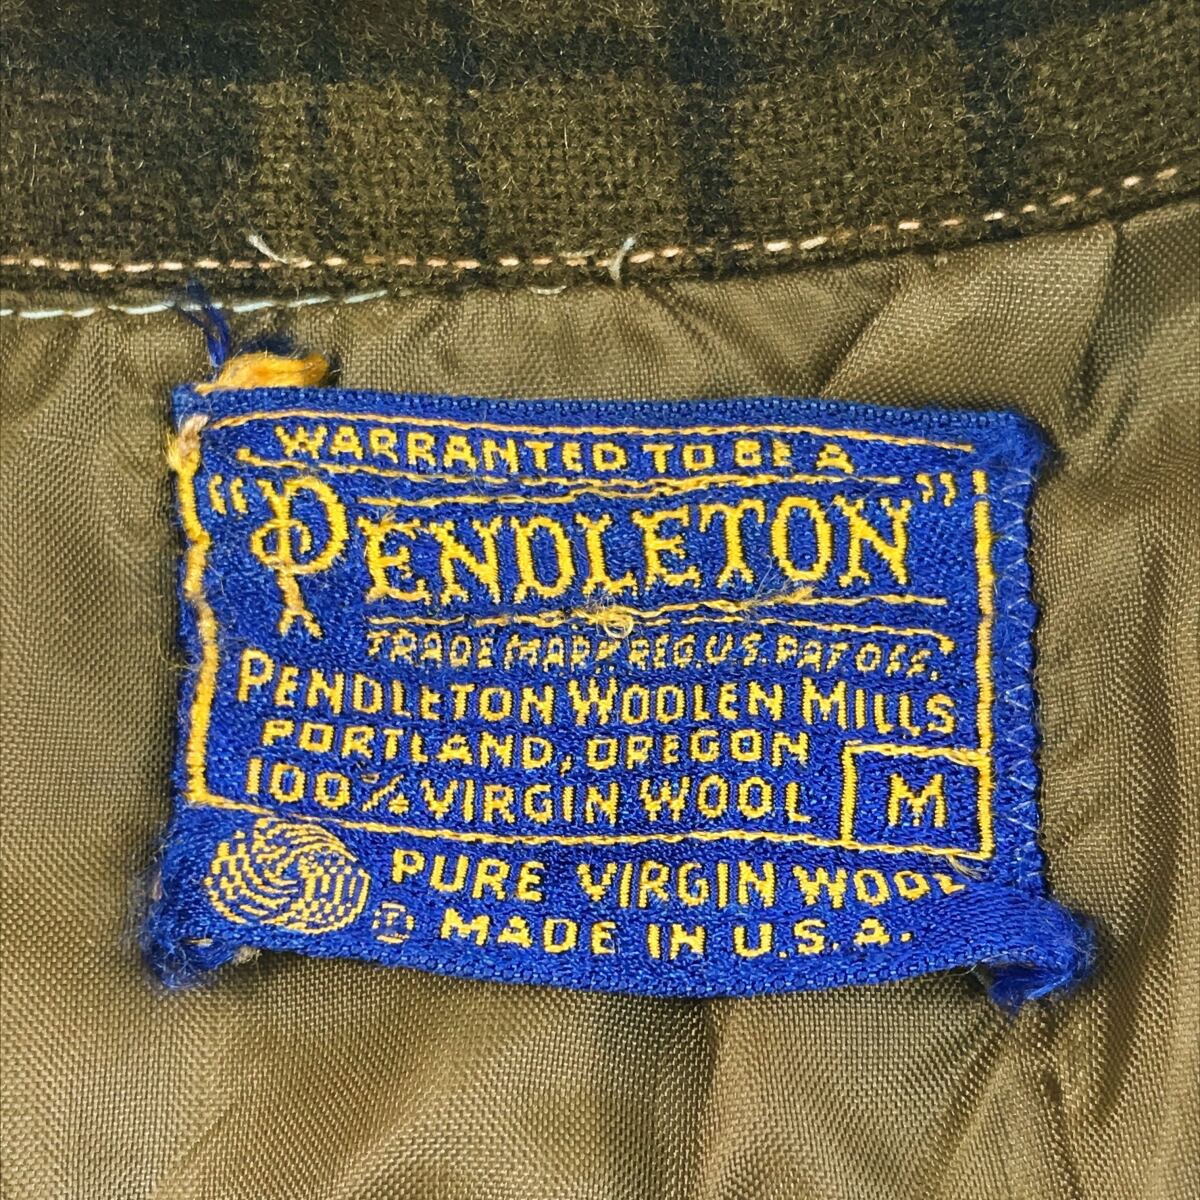 WARRANTED TO BE A
"PENDLETON"
TRADE MARK REG. U.S. PAT OFF.
PENDLETON WOOLEN MILLS
PORTLAND, OREGON
100% VIRGIN WOOL
M
PURE VIRGIN WOOL
® MADE IN U.S.A.